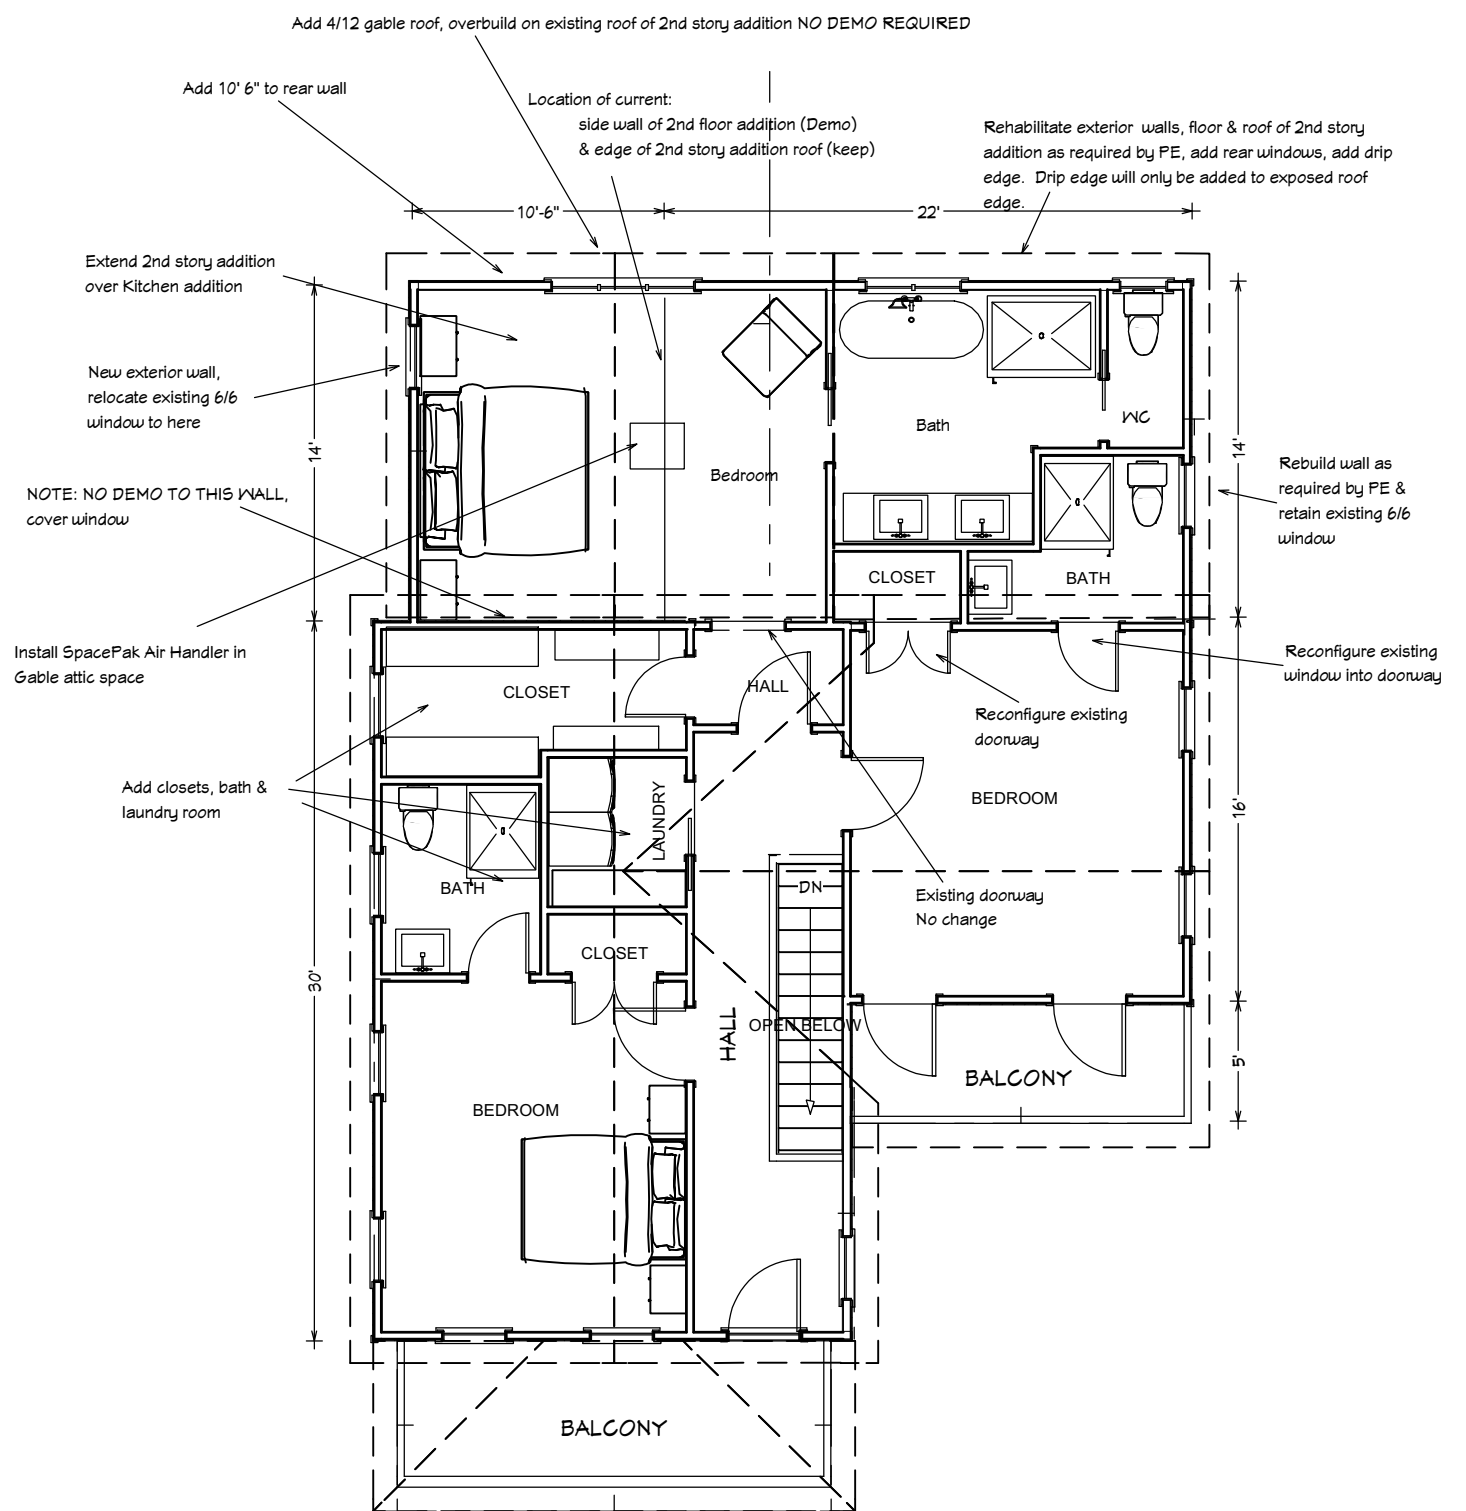 Add 4/12 gable roof, overbuild on existing roof of 2nd story addition NO DEMO REQUIRED
Add 10' 6" to rear wall
Location of current:
side wall of 2nd floor addition (Demo)
& edge of 2nd story addition roof (keep)
Rehabilitate exterior walls, floor & roof of 2nd story
addition as required by PE, add rear windows, add drip
edge. Drip edge will only be added to exposed roof
edge.
10'-6"
22'
Extend 2nd story addition
over Kitchen addition
New exterior wall,
relocate existing 6/6
window to here
14'
14'
Bath
WC
Bedroom
NOTE: NO DEMO TO THIS WALL,
cover window
Rebuild wall as
required by PE &
retain existing 6/6
window
CLOSET
BATH
Install SpacePak Air Handler in
Gable attic space
Reconfigure existing
window into doorway
CLOSET
HALL
Reconfigure existing
doorway
Add closets, bath &
laundry room
LAUNDRY
BEDROOM
16'
BATH
DN
Existing doorway
No change
CLOSET
30'
HALL
OPEN BELOW
BALCONY
5'
BEDROOM
BALCONY